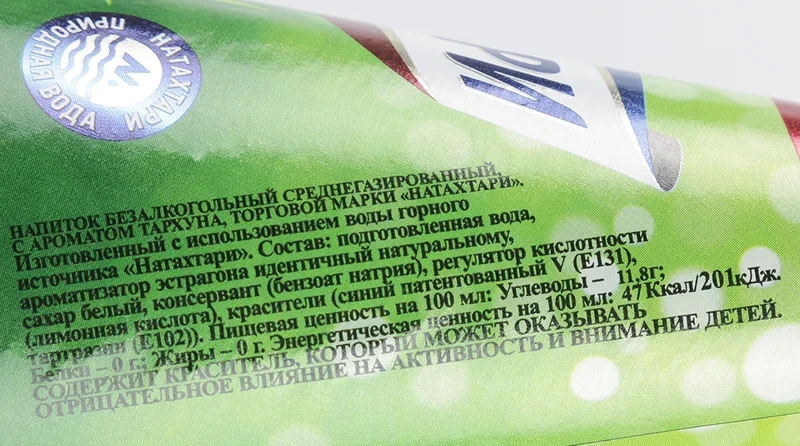 НАТАХТАРИ
ПРИРОДНАЯ ВОДА
РИ
НАПИТОК БЕЗАЛКОГОЛЬНЫЙ СРЕДНЕГАЗИРОВАННЫЙ,
С АРОМАТОМ ТАРХУНА, ТОРГОВОЙ МАРКИ «НАТАХТАРИ».
Изготовленный с использованием воды горного
источника «Натахтари». Состав: подготовленная вода,
ароматизатор эстрагона идентичный натуральному,
сахар белый, консервант (бензоат натрия), регулятор кислотности
(лимонная кислота), красители (синий патентованный V (Е131),
тартразин (Е102)). Пищевая ценность на 100 мл: Углеводы – 11,8г;
Белки – 0 г.; Жиры – 0 г. Энергетическая ценность на 100 мл: 47Ккал/201кДж.
СОДЕРЖИТ КРАСИТЕЛЬ, КОТОРЫЙ МОЖЕТ ОКАЗЫВАТЬ
ОТРИЦАТЕЛЬНОЕ ВЛИЯНИЕ НА АКТИВНОСТЬ И ВНИМАНИЕ ДЕТЕЙ.